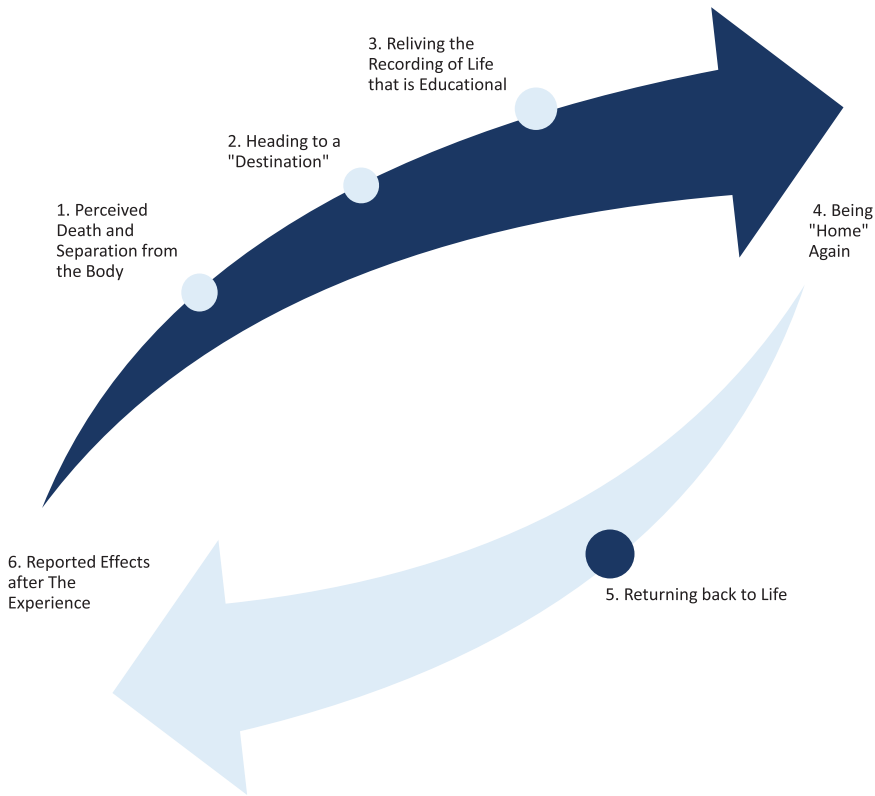 1. Perceived
Death and
Separation from
the Body
2. Heading to a
"Destination"
3. Reliving the
Recording of Life
that is Educational
4. Being
"Home"
Again
5. Returning back to Life
6. Reported Effects
after The
Experience